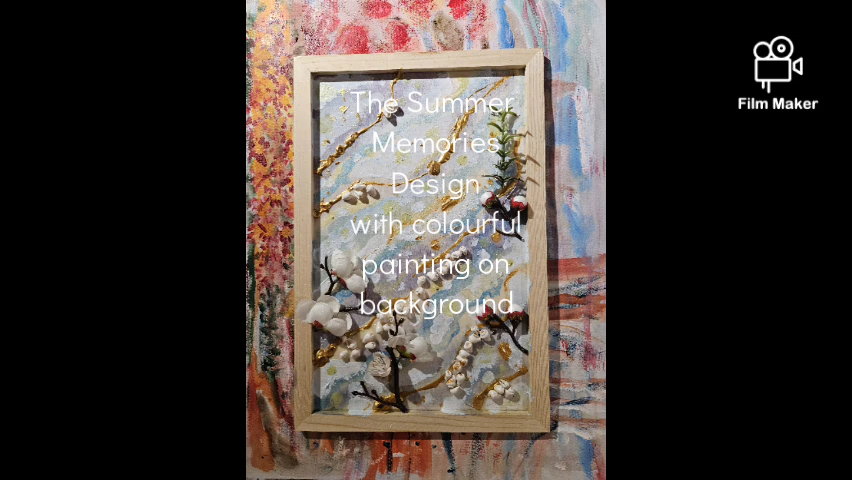 The Summer
Memories
Design
with colourful
painting on
background
Film Maker